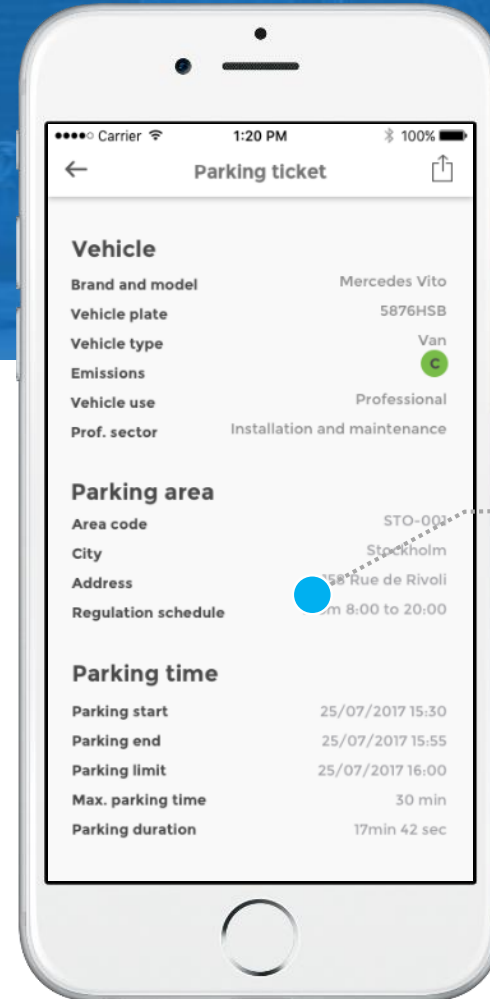 Carrier 1:20 PM 100%
Parking ticket
Vehicle
Brand and model Mercedes Vito
Vehicle plate 5876HSB
Vehicle type Van
Emissions C
Vehicle use Professional
Prof. sector Installation and maintenance
Parking area
Area code STO-001
City Stockholm
Address 158 Rue de Rivoli
Regulation schedule 8:00 to 20:00
Parking time
Parking start 25/07/2017 15:30
Parking end 25/07/2017 15:55
Parking limit 25/07/2017 16:00
Max. parking time 30 min
Parking duration 17min 42 sec